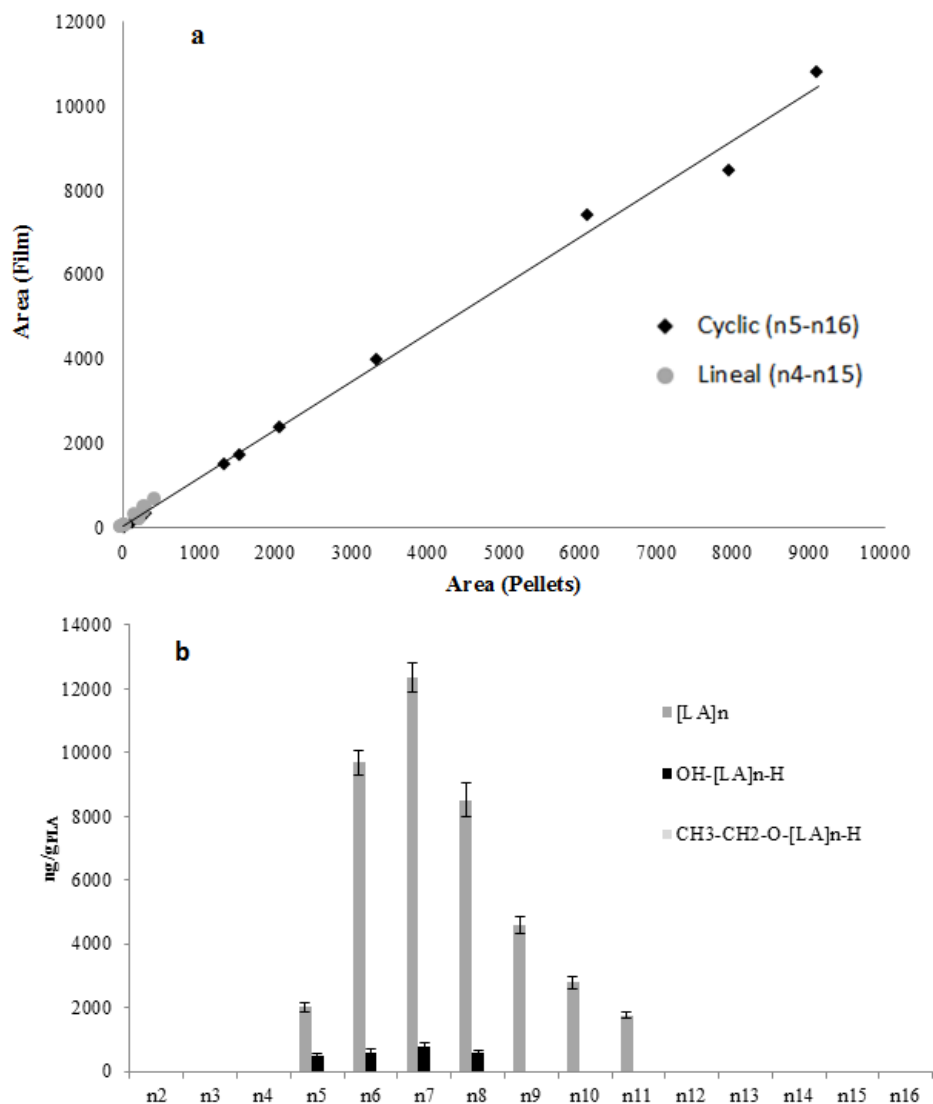 a
12000
10000
8000
6000
4000
2000
0
Area (Film)
Cyclic (n5-n16)
Lineal (n4-n15)
0 1000 2000 3000 4000 5000 6000 7000 8000 9000 10000
Area (Pellets)
b
14000
12000
10000
8000
6000
4000
2000
0
ng/gPLA
[LA]n
OH-[LA]n-H
CH3-CH2-O-[LA]n-H
n2 n3 n4 n5 n6 n7 n8 n9 n10 n11 n12 n13 n14 n15 n16